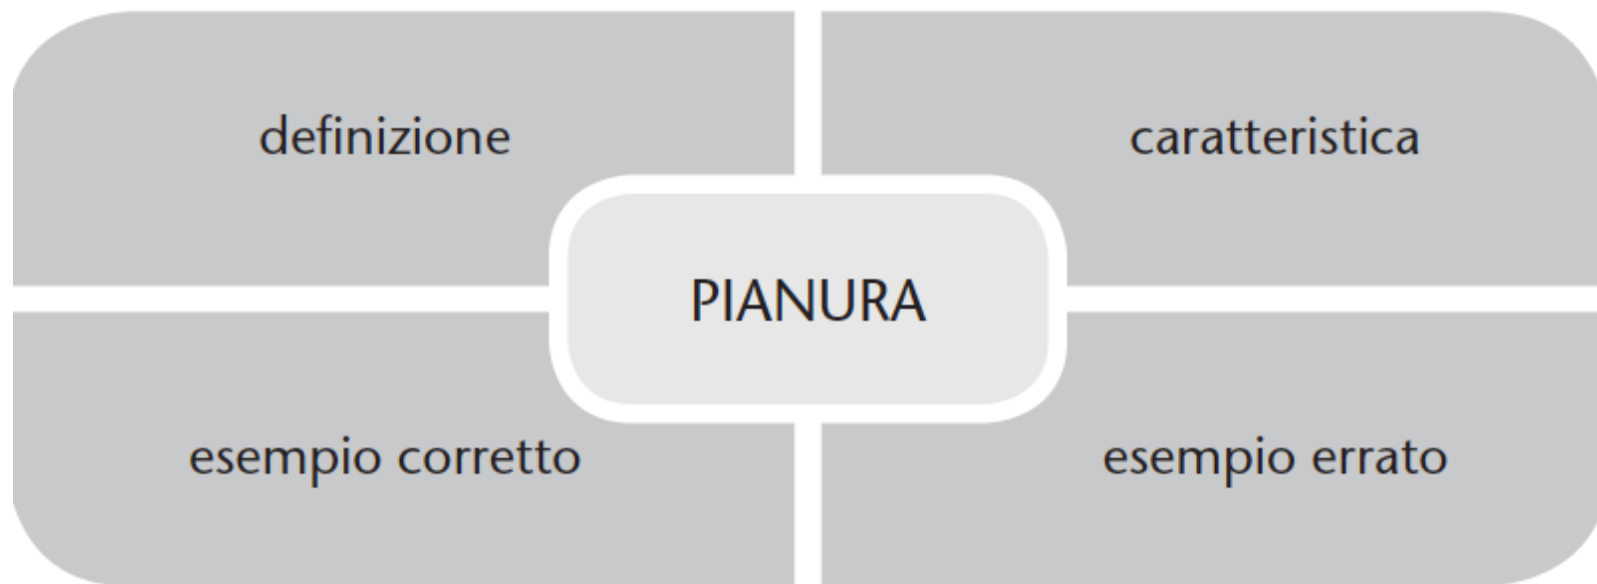 definizione
caratteristica
PIANURA
esempio corretto
esempio errato